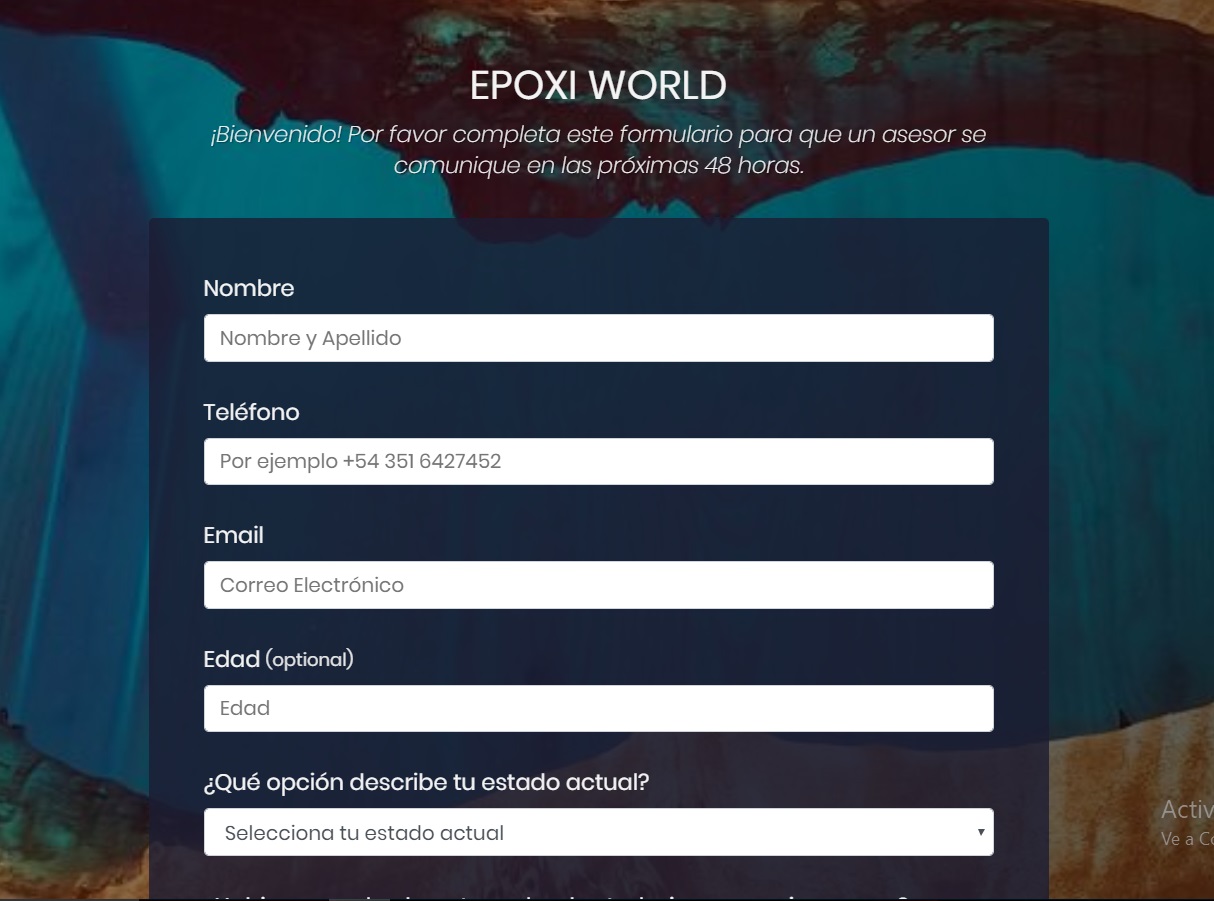 EPOXI WORLD
¡Bienvenido! Por favor completa este formulario para que un asesor se
comunique en las próximas 48 horas.
Nombre
Nombre y Apellido
Teléfono
Por ejemplo +54 351 6427452
Email
Correo Electrónico
Edad (optional)
Edad
¿Qué opción describe tu estado actual?
Selecciona tu estado actual
Activ
Ve a Co